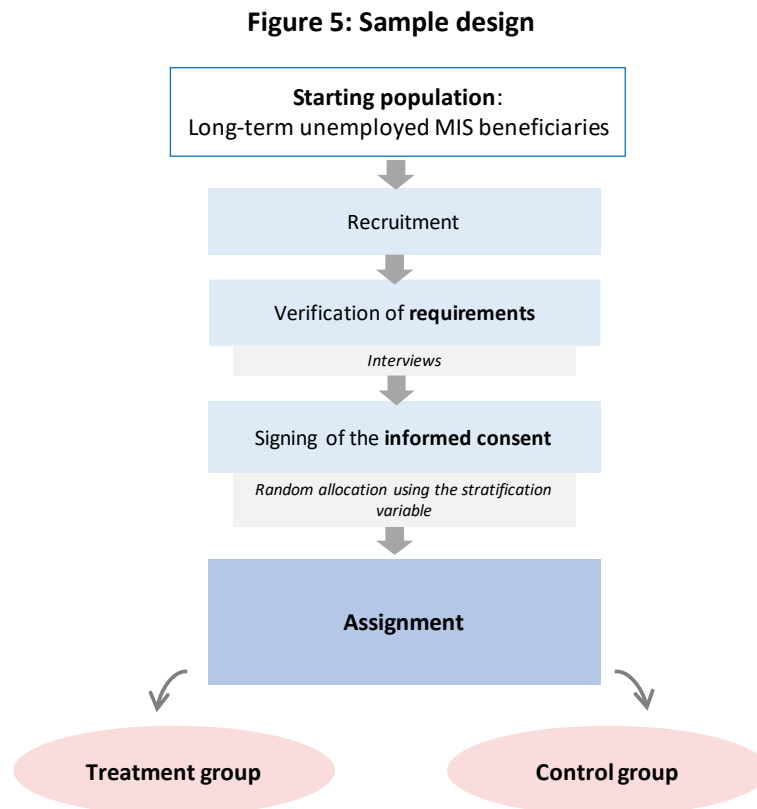 Figure 5: Sample design
Starting population:
Long-term unemployed MIS beneficiaries
Recruitment
Verification of requirements
Interviews
Signing of the informed consent
Random allocation using the stratification
variable
Assignment
Treatment group
Control group